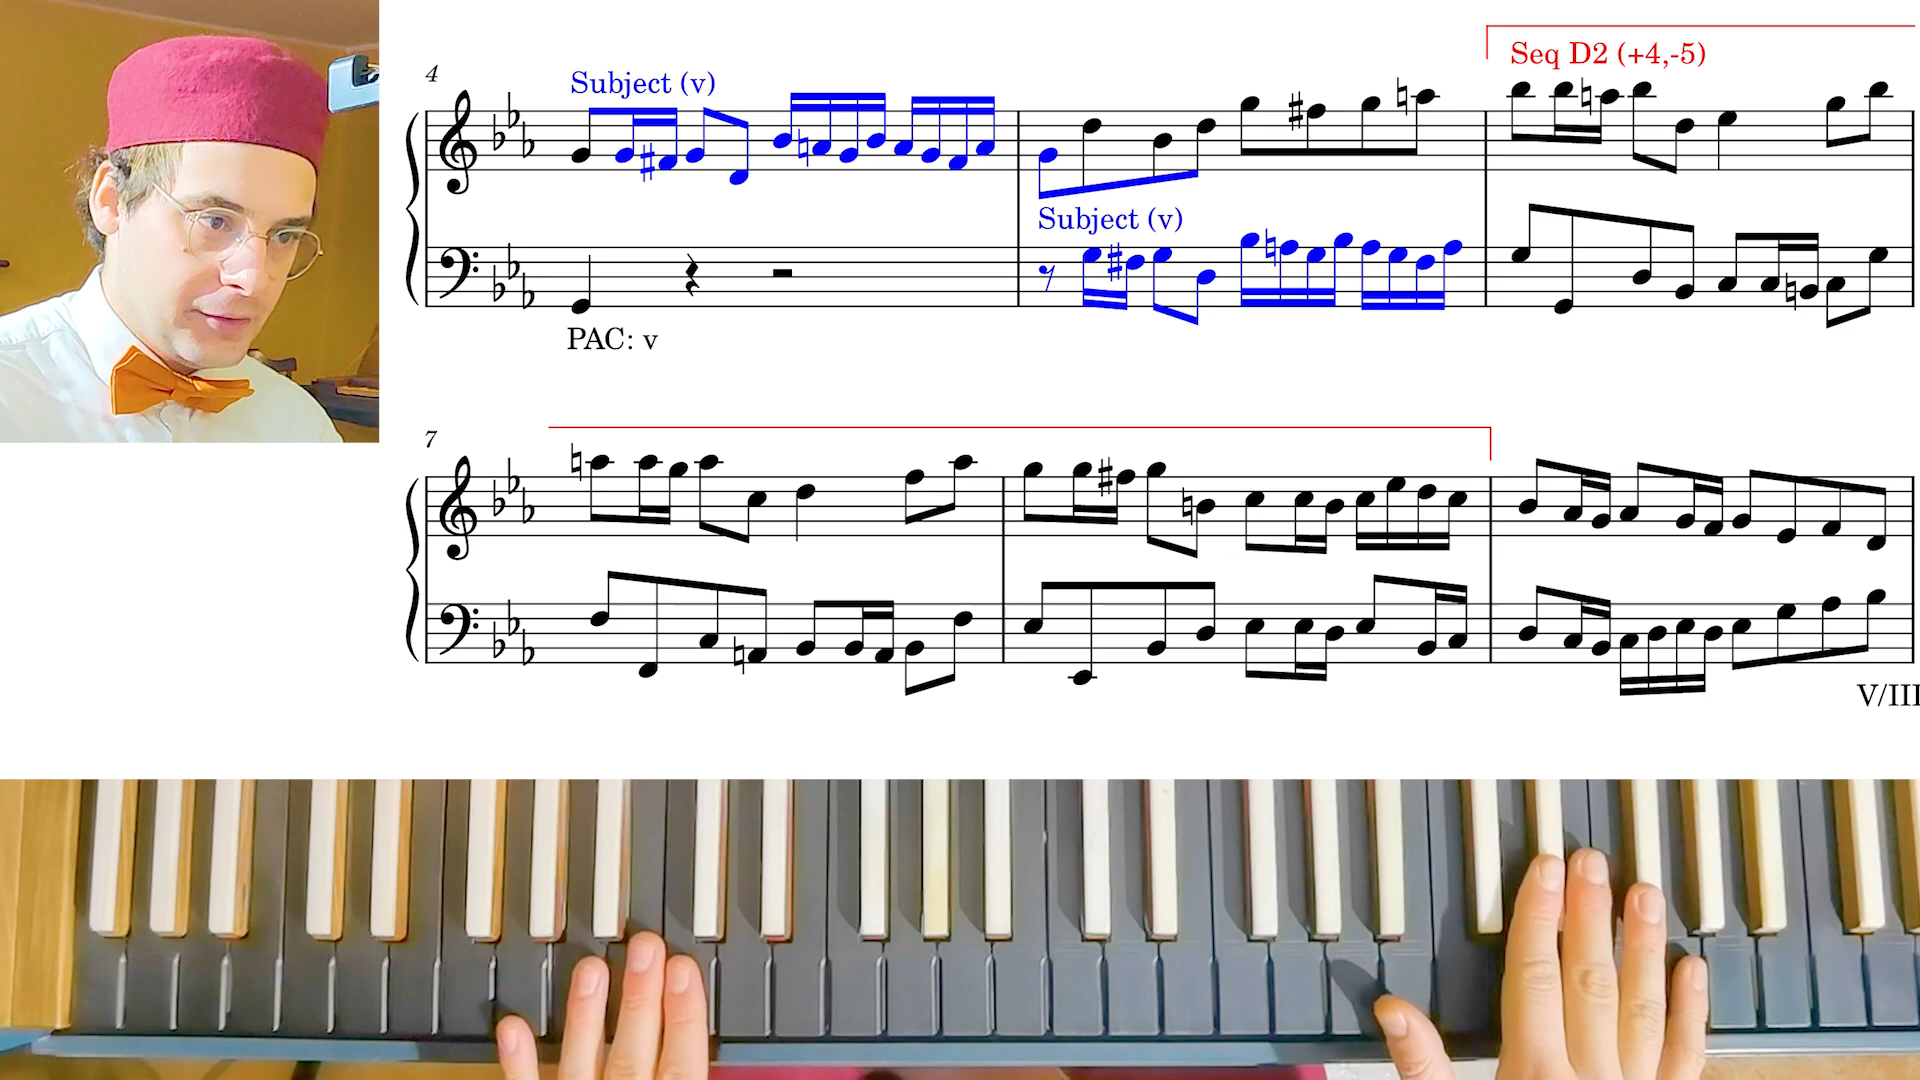 Seq D2 (+4,-5)
4
Subject (v)
Subject (v)
PAC: v
7
V/III